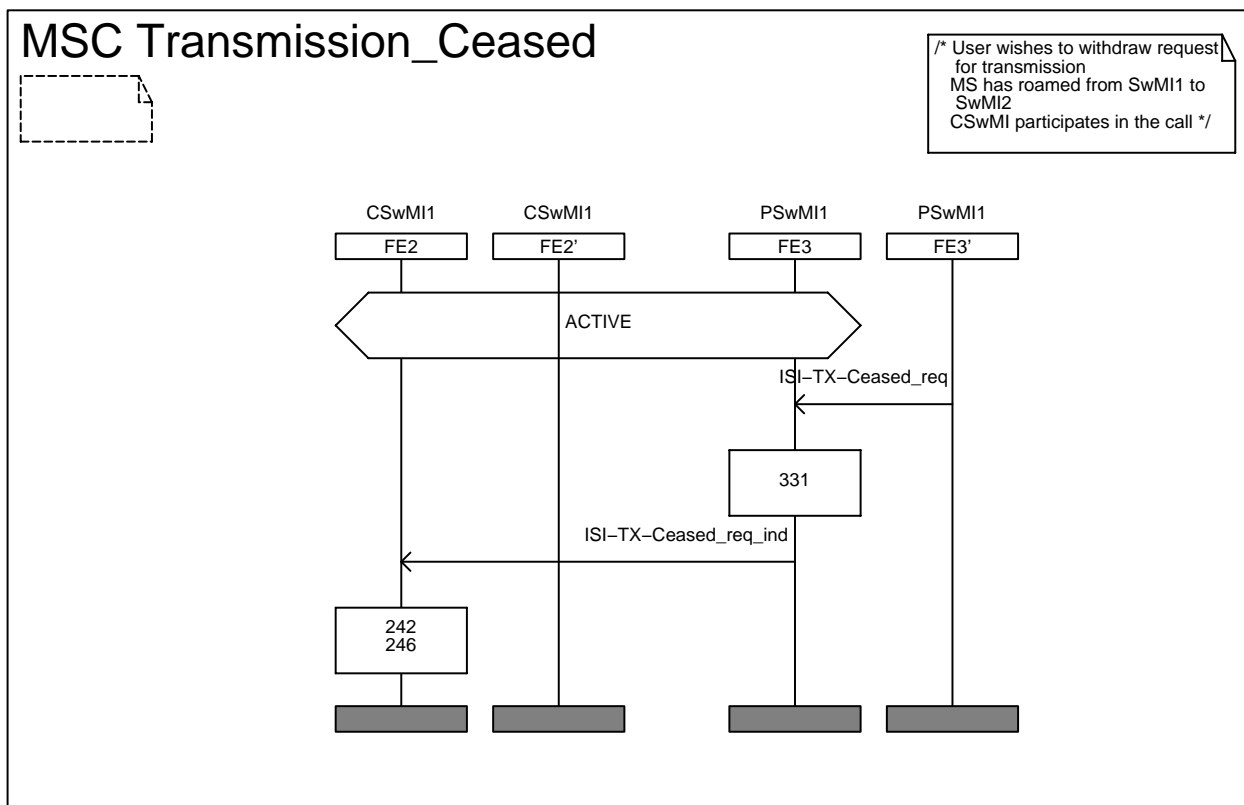 MSC Transmission_Ceased
/* User wishes to withdraw request
for transmission
MS has roamed from SwMI1 to
SwMI2
CSwMI participates in the call */
CSwMI1 CSwMI1 PSwMI1 PSwMI1
FE2 FE2' FE3 FE3'
ACTIVE
ISI−TX−Ceased_req
331
ISI−TX−Ceased_req_ind
242
246